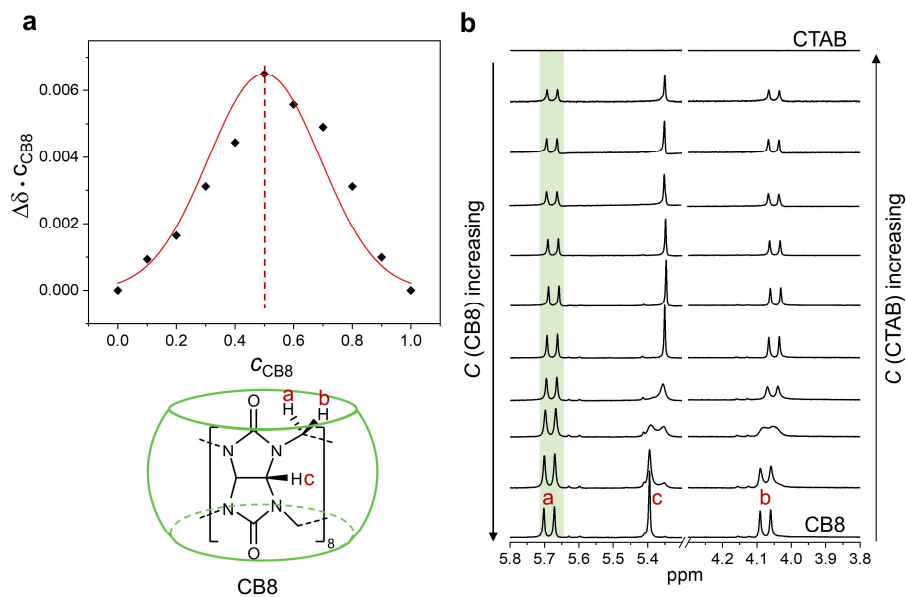 a
0.006
0.004
0.002
0.000
Δδ · cCB8
0.0 0.2 0.4 0.6 0.8 1.0
cCB8
a b
O H H
N N
H c
N N
O
8
CB8
b
CTAB
C (CB8) increasing
C (CTAB) increasing
a c b
CB8
5.8 5.7 5.6 5.5 5.4 4.2 4.1 4.0 3.9 3.8
ppm